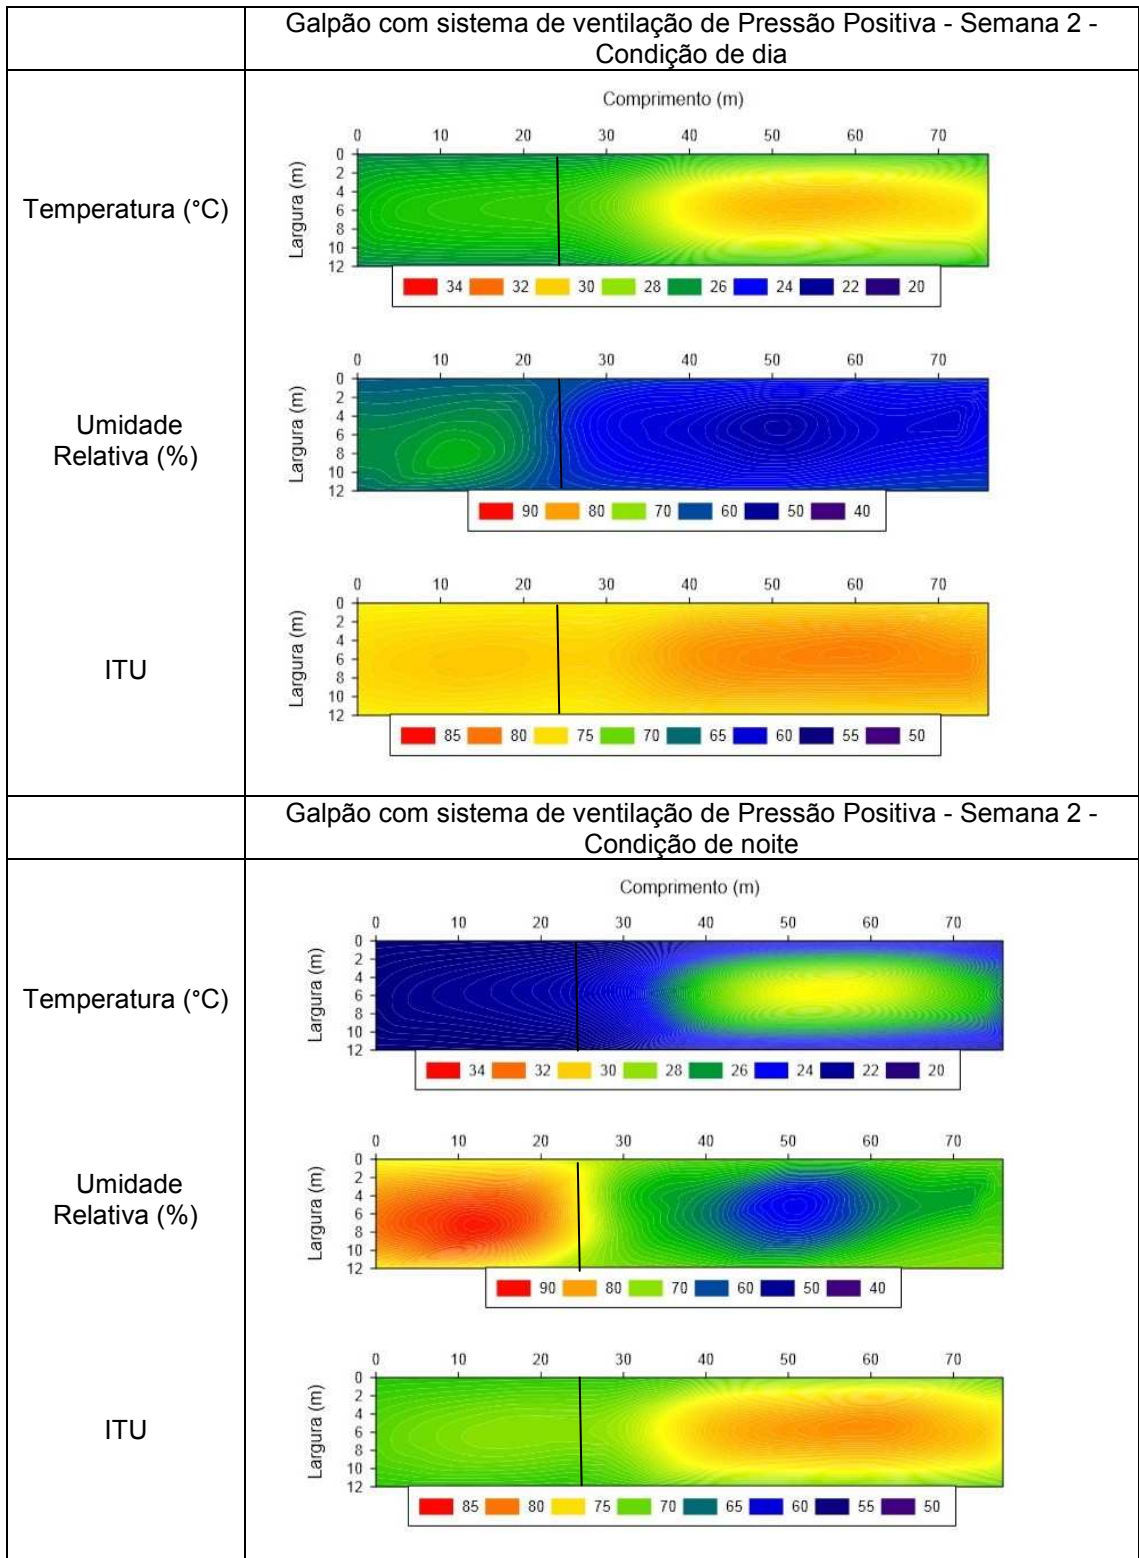 Galpão com sistema de ventilação de Pressão Positiva - Semana 2 -
Condição de dia
Comprimento (m)
0 10 20 30 40 50 60 70
Temperatura (°C)
Largura (m)
0
2
4
6
8
10
12
34 32 30 28 26 24 22 20
0 10 20 30 40 50 60 70
Umidade
Relativa (%)
Largura (m)
0
2
4
6
8
10
12
90 80 70 60 50 40
0 10 20 30 40 50 60 70
ITU
Largura (m)
0
2
4
6
8
10
12
85 80 75 70 65 60 55 50
Galpão com sistema de ventilação de Pressão Positiva - Semana 2 -
Condição de noite
Comprimento (m)
0 10 20 30 40 50 60 70
Temperatura (°C)
Largura (m)
0
2
4
6
8
10
12
34 32 30 28 26 24 22 20
0 10 20 30 40 50 60 70
Umidade
Relativa (%)
Largura (m)
0
2
4
6
8
10
12
90 80 70 60 50 40
0 10 20 30 40 50 60 70
ITU
Largura (m)
0
2
4
6
8
10
12
85 80 75 70 65 60 55 50